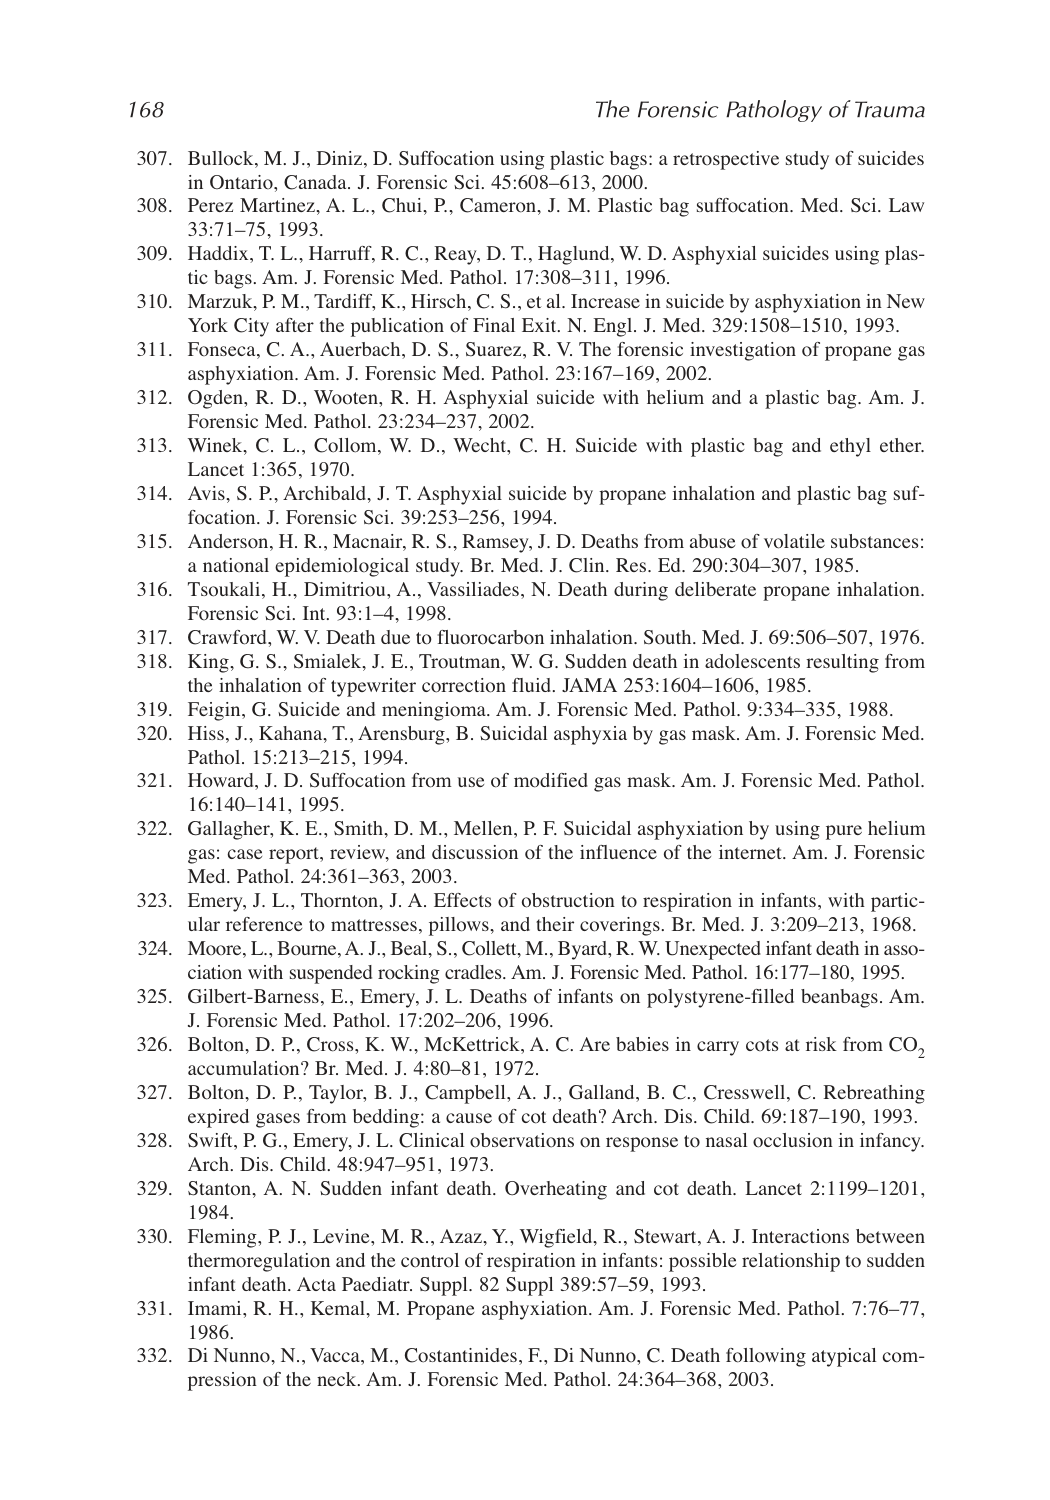 168 The Forensic Pathology of Trauma
307. Bullock, M. J., Diniz, D. Suffocation using plastic bags: a retrospective study of suicides
in Ontario, Canada. J. Forensic Sci. 45:608–613, 2000.
308. Perez Martinez, A. L., Chui, P., Cameron, J. M. Plastic bag suffocation. Med. Sci. Law
33:71–75, 1993.
309. Haddix, T. L., Harruff, R. C., Reay, D. T., Haglund, W. D. Asphyxial suicides using plas-
tic bags. Am. J. Forensic Med. Pathol. 17:308–311, 1996.
310. Marzuk, P. M., Tardiff, K., Hirsch, C. S., et al. Increase in suicide by asphyxiation in New
York City after the publication of Final Exit. N. Engl. J. Med. 329:1508–1510, 1993.
311. Fonseca, C. A., Auerbach, D. S., Suarez, R. V. The forensic investigation of propane gas
asphyxiation. Am. J. Forensic Med. Pathol. 23:167–169, 2002.
312. Ogden, R. D., Wooten, R. H. Asphyxial suicide with helium and a plastic bag. Am. J.
Forensic Med. Pathol. 23:234–237, 2002.
313. Winek, C. L., Collom, W. D., Wecht, C. H. Suicide with plastic bag and ethyl ether.
Lancet 1:365, 1970.
314. Avis, S. P., Archibald, J. T. Asphyxial suicide by propane inhalation and plastic bag suf-
focation. J. Forensic Sci. 39:253–256, 1994.
315. Anderson, H. R., Macnair, R. S., Ramsey, J. D. Deaths from abuse of volatile substances:
a national epidemiological study. Br. Med. J. Clin. Res. Ed. 290:304–307, 1985.
316. Tsoukali, H., Dimitriou, A., Vassiliades, N. Death during deliberate propane inhalation.
Forensic Sci. Int. 93:1–4, 1998.
317. Crawford, W. V. Death due to fluorocarbon inhalation. South. Med. J. 69:506–507, 1976.
318. King, G. S., Smialek, J. E., Troutman, W. G. Sudden death in adolescents resulting from
the inhalation of typewriter correction fluid. JAMA 253:1604–1606, 1985.
319. Feigin, G. Suicide and meningioma. Am. J. Forensic Med. Pathol. 9:334–335, 1988.
320. Hiss, J., Kahana, T., Arensburg, B. Suicidal asphyxia by gas mask. Am. J. Forensic Med.
Pathol. 15:213–215, 1994.
321. Howard, J. D. Suffocation from use of modified gas mask. Am. J. Forensic Med. Pathol.
16:140–141, 1995.
322. Gallagher, K. E., Smith, D. M., Mellen, P. F. Suicidal asphyxiation by using pure helium
gas: case report, review, and discussion of the influence of the internet. Am. J. Forensic
Med. Pathol. 24:361–363, 2003.
323. Emery, J. L., Thornton, J. A. Effects of obstruction to respiration in infants, with partic-
ular reference to mattresses, pillows, and their coverings. Br. Med. J. 3:209–213, 1968.
324. Moore, L., Bourne, A. J., Beal, S., Collett, M., Byard, R. W. Unexpected infant death in asso-
ciation with suspended rocking cradles. Am. J. Forensic Med. Pathol. 16:177–180, 1995.
325. Gilbert-Barness, E., Emery, J. L. Deaths of infants on polystyrene-filled beanbags. Am.
J. Forensic Med. Pathol. 17:202–206, 1996.
326. Bolton, D. P., Cross, K. W., McKettrick, A. C. Are babies in carry cots at risk from CO₂
accumulation? Br. Med. J. 4:80–81, 1972.
327. Bolton, D. P., Taylor, B. J., Campbell, A. J., Galland, B. C., Cresswell, C. Rebreathing
expired gases from bedding: a cause of cot death? Arch. Dis. Child. 69:187–190, 1993.
328. Swift, P. G., Emery, J. L. Clinical observations on response to nasal occlusion in infancy.
Arch. Dis. Child. 48:947–951, 1973.
329. Stanton, A. N. Sudden infant death. Overheating and cot death. Lancet 2:1199–1201,
1984.
330. Fleming, P. J., Levine, M. R., Azaz, Y., Wigfield, R., Stewart, A. J. Interactions between
thermoregulation and the control of respiration in infants: possible relationship to sudden
infant death. Acta Paediatr. Suppl. 82 Suppl 389:57–59, 1993.
331. Imami, R. H., Kemal, M. Propane asphyxiation. Am. J. Forensic Med. Pathol. 7:76–77,
1986.
332. Di Nunno, N., Vacca, M., Costantinides, F., Di Nunno, C. Death following atypical com-
pression of the neck. Am. J. Forensic Med. Pathol. 24:364–368, 2003.